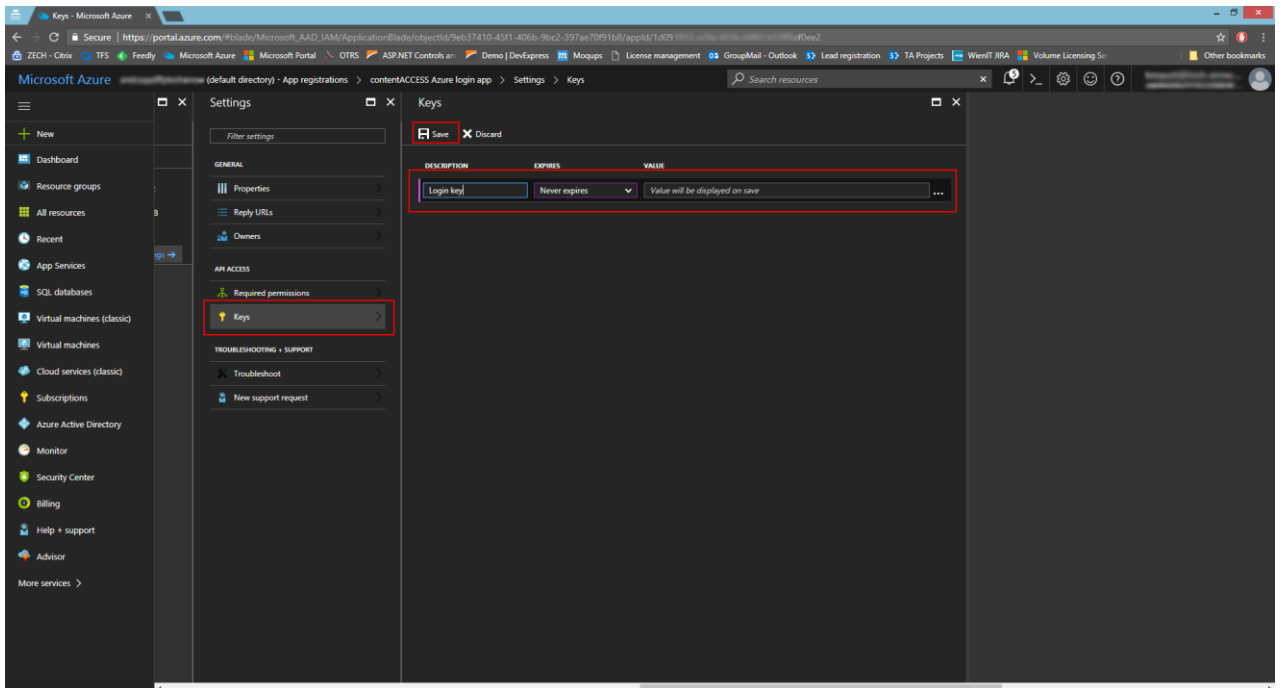 Keys - Microsoft Azure
Secure | https://portal.azure.com/#blade/Microsoft_AAD_IAM/ApplicationBlade/objectId/9eb37410-45f1-406b-9bc2-397ae70f91b8/appId/1d09
ZECH - Citrix TFS Feedly Microsoft Azure Microsoft Portal OTRS ASP.NET Controls an Demo | DevExpress Moqups License management GroupMail - Outlook Lead registration TA Projects WienIT JIRA Volume Licensing Se Other bookmarks
Microsoft Azure (default directory) - App registrations > contentACCESS Azure login app > Settings > Keys Search resources 5
Settings
Keys
New
Dashboard
Resource groups
All resources
Recent
App Services
SQL databases
Virtual machines (classic)
Virtual machines
Cloud services (classic)
Subscriptions
Azure Active Directory
Monitor
Security Center
Billing
Help + support
Advisor
More services >
ngs →
Filter settings
GENERAL
Properties
Reply URLs
Owners
API ACCESS
Required permissions
Keys
TROUBLESHOOTING + SUPPORT
Troubleshoot
New support request
Save Discard
DESCRIPTION EXPIRES VALUE
Login key Never expires Value will be displayed on save ...